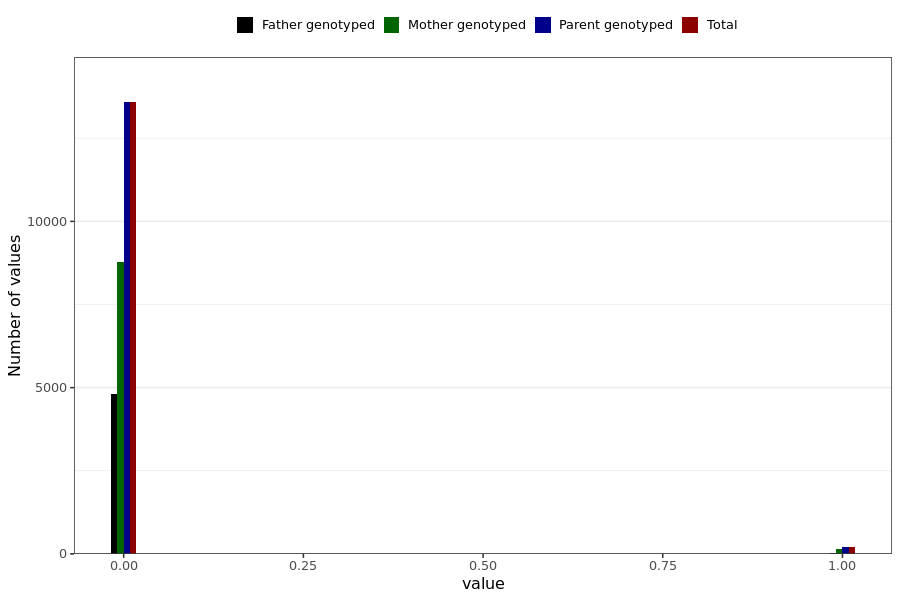 Father genotyped Mother genotyped Parent genotyped Total
Number of values
10000
5000
0
0.00 0.25 0.50 0.75 1.00
value